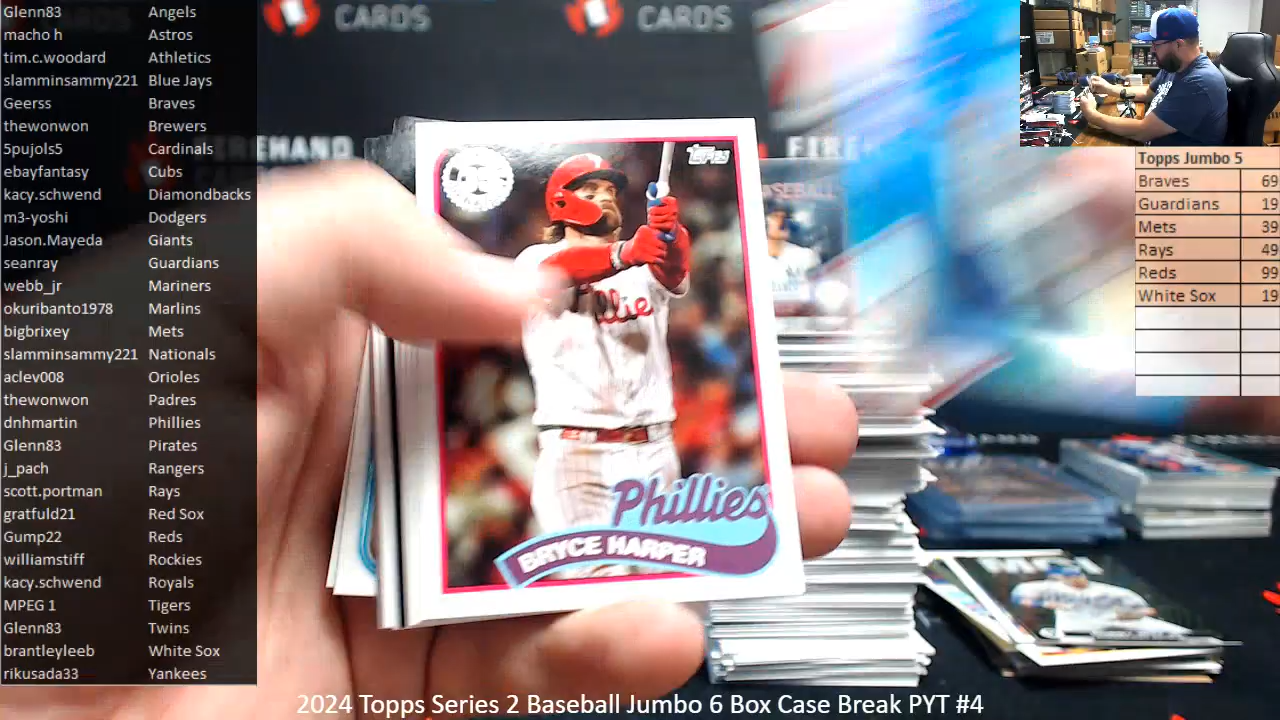 Glenn83 Angels
macho h Astros
tim.c.woodard Athletics
slamminsammy221 Blue Jays
Geerss Braves
thewonwon Brewers
5pujols5 Cardinals
ebayfantasy Cubs
kacy.schwend Diamondbacks
m3-yoshi Dodgers
Jason.Mayeda Giants
seanray Guardians
webb_jr Mariners
okuribanto1978 Marlins
bigbrixey Mets
slamminsammy221 Nationals
aclev008 Orioles
thewonwon Padres
dnhmartin Phillies
Glenn83 Pirates
j_pach Rangers
scott.portman Rays
gratfuld21 Red Sox
Gump22 Reds
williamstiff Rockies
kacy.schwend Royals
MPEG 1 Tigers
Glenn83 Twins
brantleyleeb White Sox
rikusada33 Yankees
CARDS
CARDS
Topps
Phillies
BRYCE HARPER
Topps Jumbo 5
Braves 69
Guardians 19
Mets 39
Rays 49
Reds 99
White Sox 19
2024 Topps Series 2 Baseball Jumbo 6 Box Case Break PYT #4